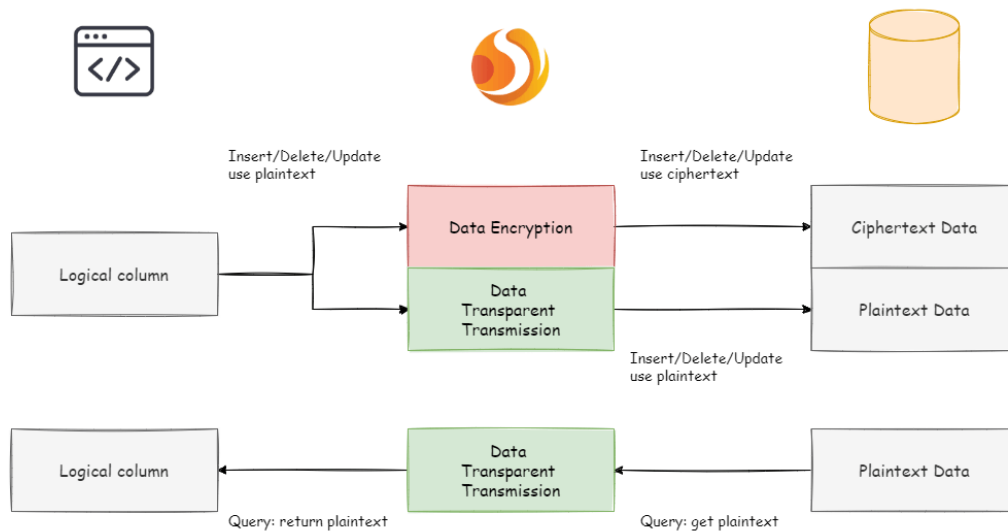 Insert/Delete/Update
use plaintext
Insert/Delete/Update
use ciphertext
Logical column
Data Encryption
Ciphertext Data
Data
Transparent
Transmission
Plaintext Data
Insert/Delete/Update
use plaintext
Logical column
Data
Transparent
Transmission
Plaintext Data
Query: return plaintext
Query: get plaintext